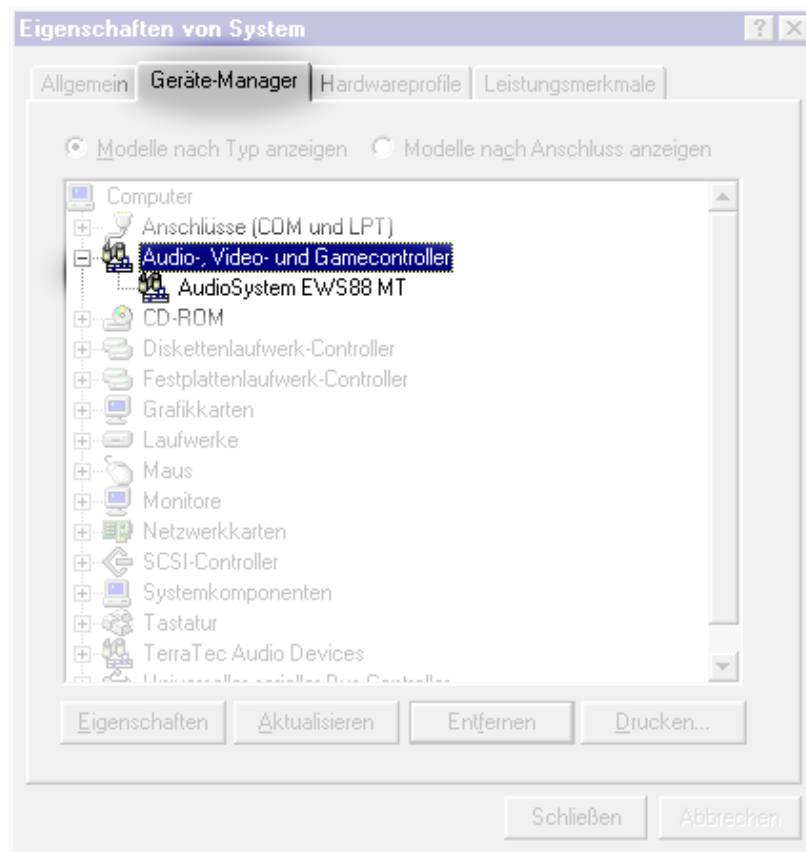 Eigenschaften von System
Allgemein Geräte-Manager Hardwareprofile Leistungsmerkmale
Modelle nach Typ anzeigen Modelle nach Anschluss anzeigen
Computer
Anschlüsse (COM und LPT)
Audio-, Video- und Gamecontroller
AudioSystem EWS88 MT
CD-ROM
Diskettenlaufwerk-Controller
Festplattenlaufwerk-Controller
Grafikkarten
Laufwerke
Maus
Monitore
Netzwerkkarten
SCSI-Controller
Systemkomponenten
Tastatur
TerraTec Audio Devices
Eigenschaften Aktualisieren Entfernen Drucken...
Schließen Abbrechen